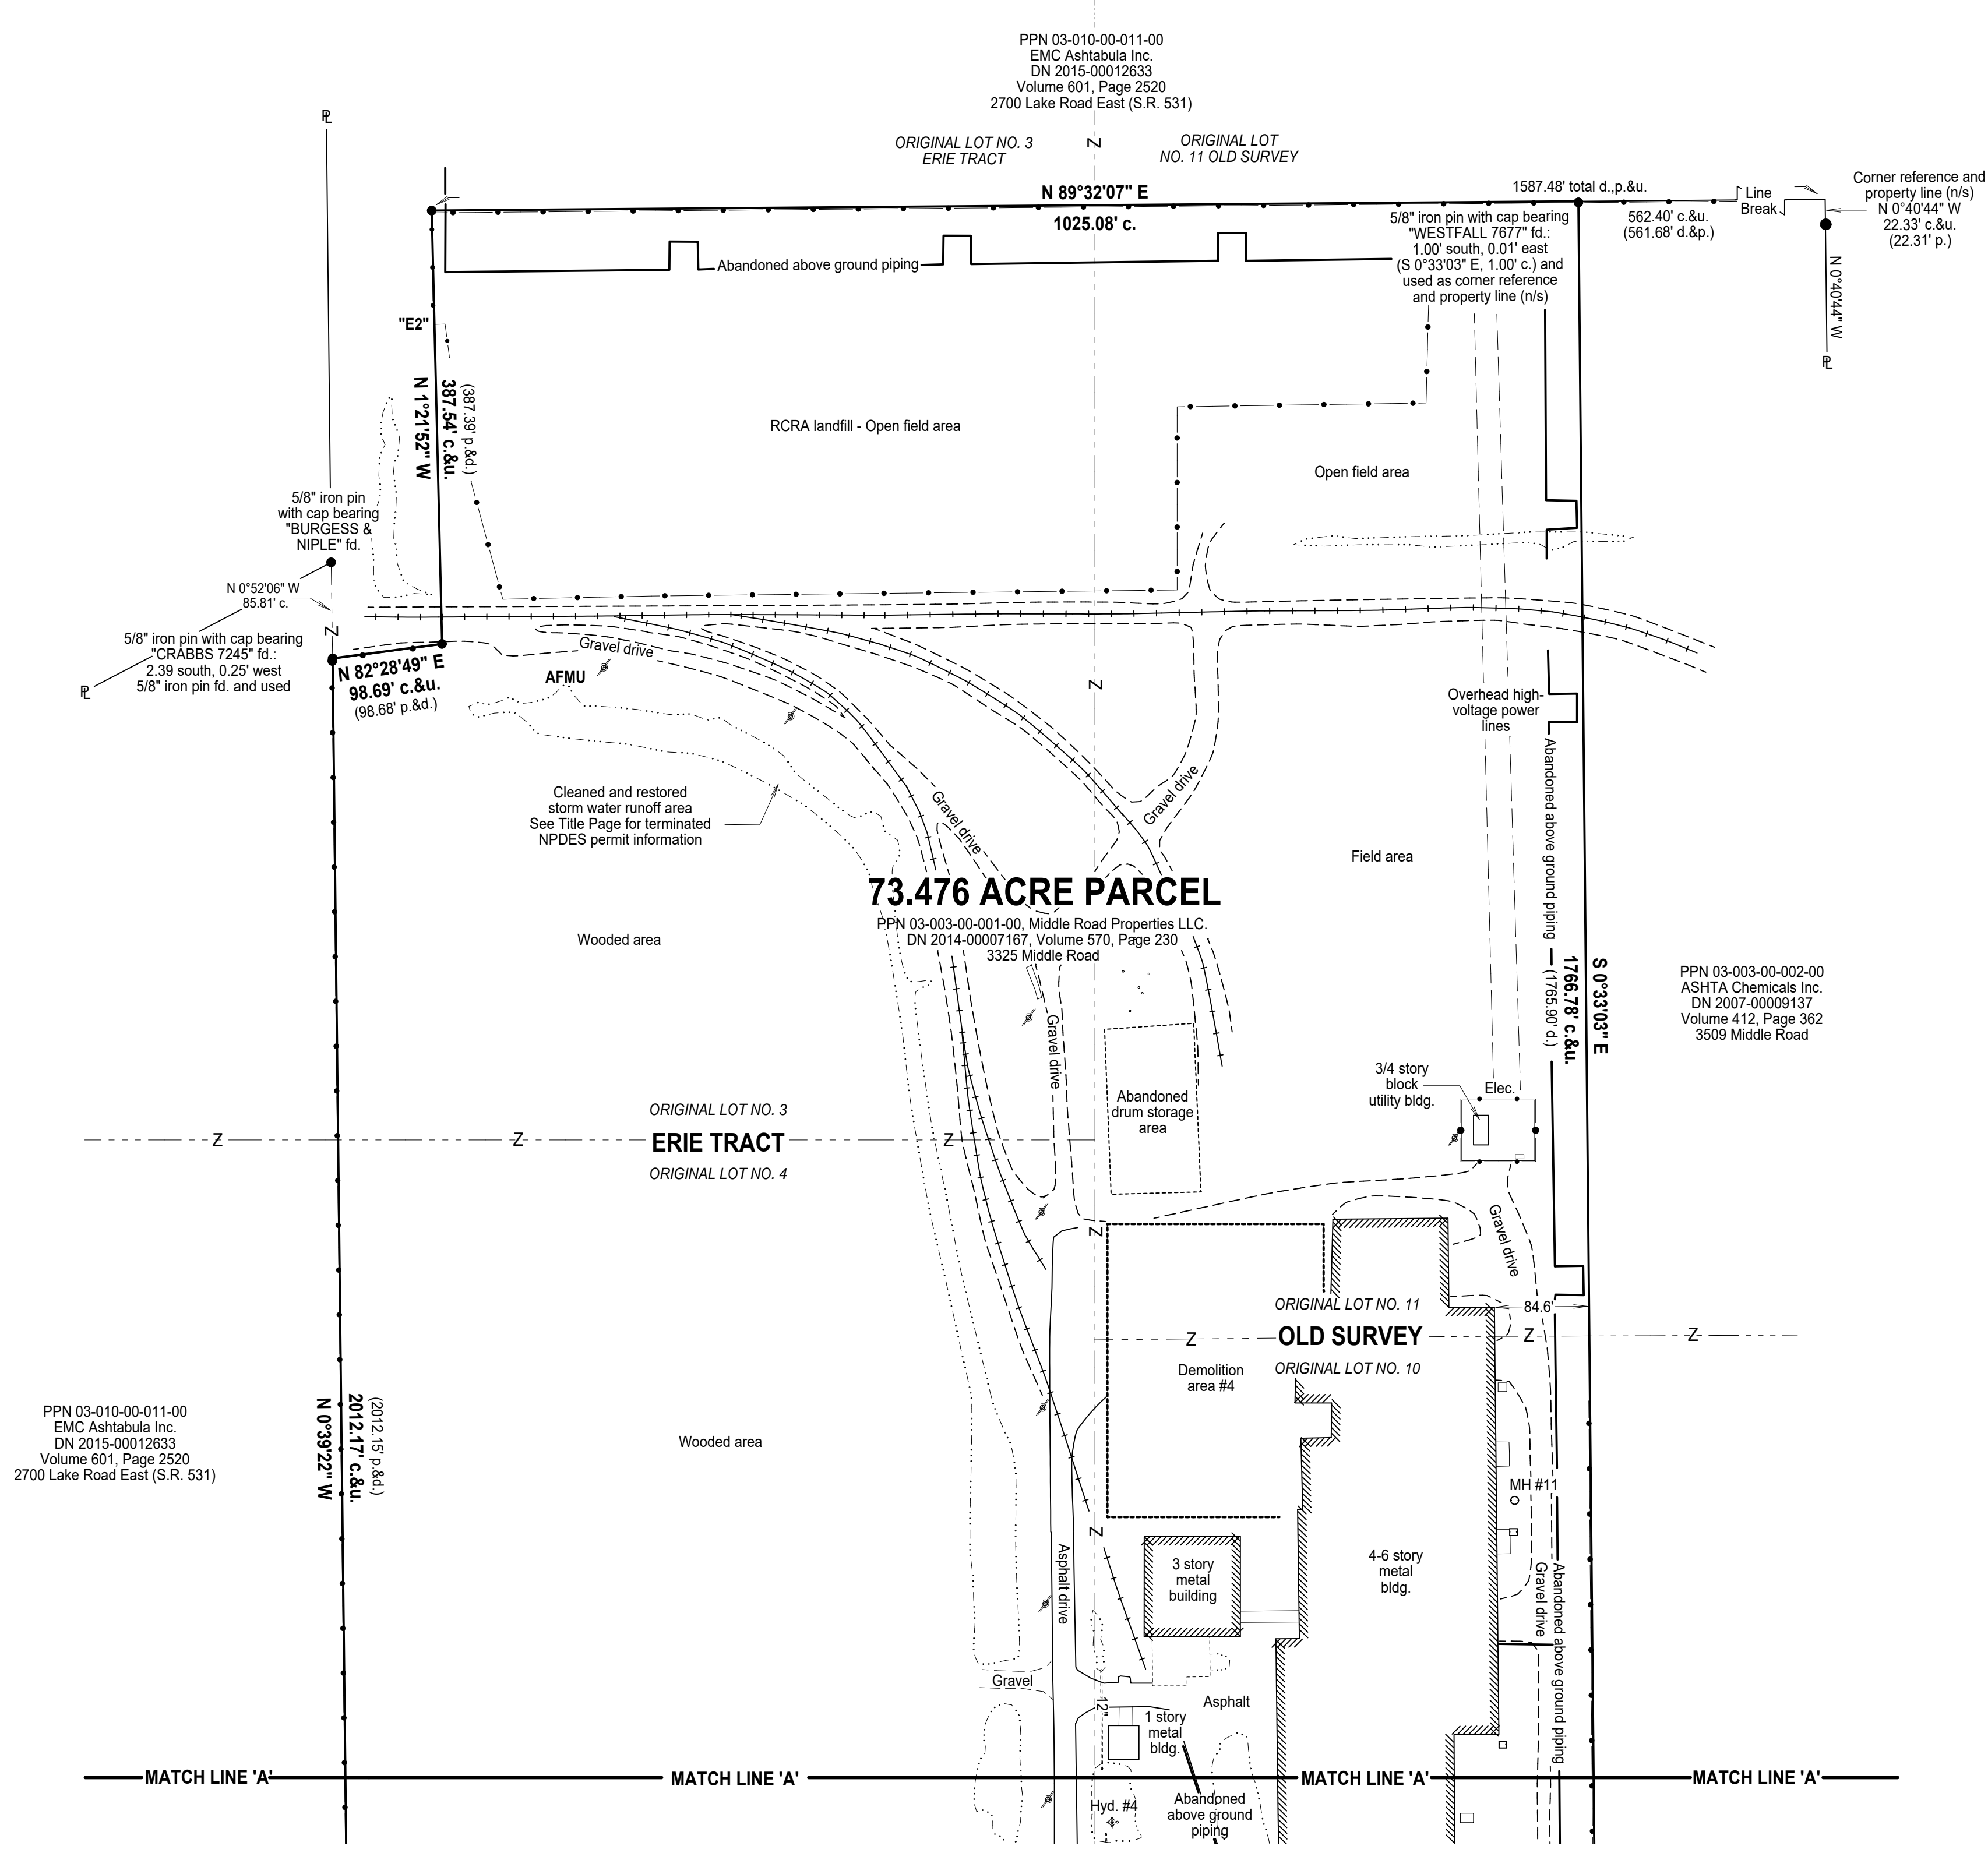 PPN 03-010-00-011-00
EMC Ashtabula Inc.
DN 2015-00012633
Volume 601, Page 2520
2700 Lake Road East (S.R. 531)
PL
ORIGINAL LOT NO. 3
ERIE TRACT
Z
ORIGINAL LOT
NO. 11 OLD SURVEY
N 89°32'07" E
1025.08' c.
1587.48' total d.,p.&u.
Line
Break
562.40' c.&u.
(561.68' d.&p.)
Corner reference and
property line (n/s)
N 0°40'44" W
22.33' c.&u.
(22.31' p.)
N 0°40'44" W
PL
5/8" iron pin with cap bearing
"WESTFALL 7677" fd.:
1.00' south, 0.01' east
(S 0°33'03" E, 1.00' c.) and
used as corner reference
and property line (n/s)
Abandoned above ground piping
"E2"
N 1°21'52" W
387.54' c.&u.
(387.39' p.&d.)
RCRA landfill - Open field area
Open field area
5/8" iron pin
with cap bearing
"BURGESS &
NIPLE" fd.
N 0°52'06" W
85.81' c.
Z
5/8" iron pin with cap bearing
"CRABBS 7245" fd.:
2.39 south, 0.25' west
5/8" iron pin fd. and used
PL
N 82°28'49" E
98.69' c.&u.
(98.68' p.&d.)
Gravel drive
AFMU
Z
Overhead high-
voltage power
lines
Abandoned above ground piping
Cleaned and restored
storm water runoff area
See Title Page for terminated
NPDES permit information
Gravel drive
Gravel drive
Field area
73.476 ACRE PARCEL
PPN 03-003-00-001-00, Middle Road Properties LLC.
DN 2014-00007167, Volume 570, Page 230
3325 Middle Road
Wooded area
S 0°33'03" E
1766.78' c.&u.
(1765.90' d.)
PPN 03-003-00-002-00
ASHTA Chemicals Inc.
DN 2007-00009137
Volume 412, Page 362
3509 Middle Road
Gravel drive
Abandoned
drum storage
area
3/4 story
block
utility bldg.
Elec.
ORIGINAL LOT NO. 3
Z
Z
ERIE TRACT
Z
ORIGINAL LOT NO. 4
Z
Gravel drive
84.6'
ORIGINAL LOT NO. 11
Z
OLD SURVEY
Z
Z
ORIGINAL LOT NO. 10
Demolition
area #4
PPN 03-010-00-011-00
EMC Ashtabula Inc.
DN 2015-00012633
Volume 601, Page 2520
2700 Lake Road East (S.R. 531)
N 0°39'22" W
2012.17' c.&u.
(2012.15' p.&d.)
Wooded area
MH #11
Z
Asphalt drive
3 story
metal
building
4-6 story
metal
bldg.
Gravel drive
Abandoned above ground piping
Gravel
12"
Asphalt
1 story
metal
bldg.
MATCH LINE 'A'
MATCH LINE 'A'
MATCH LINE 'A'
MATCH LINE 'A'
Hyd. #4
Abandoned
above ground
piping